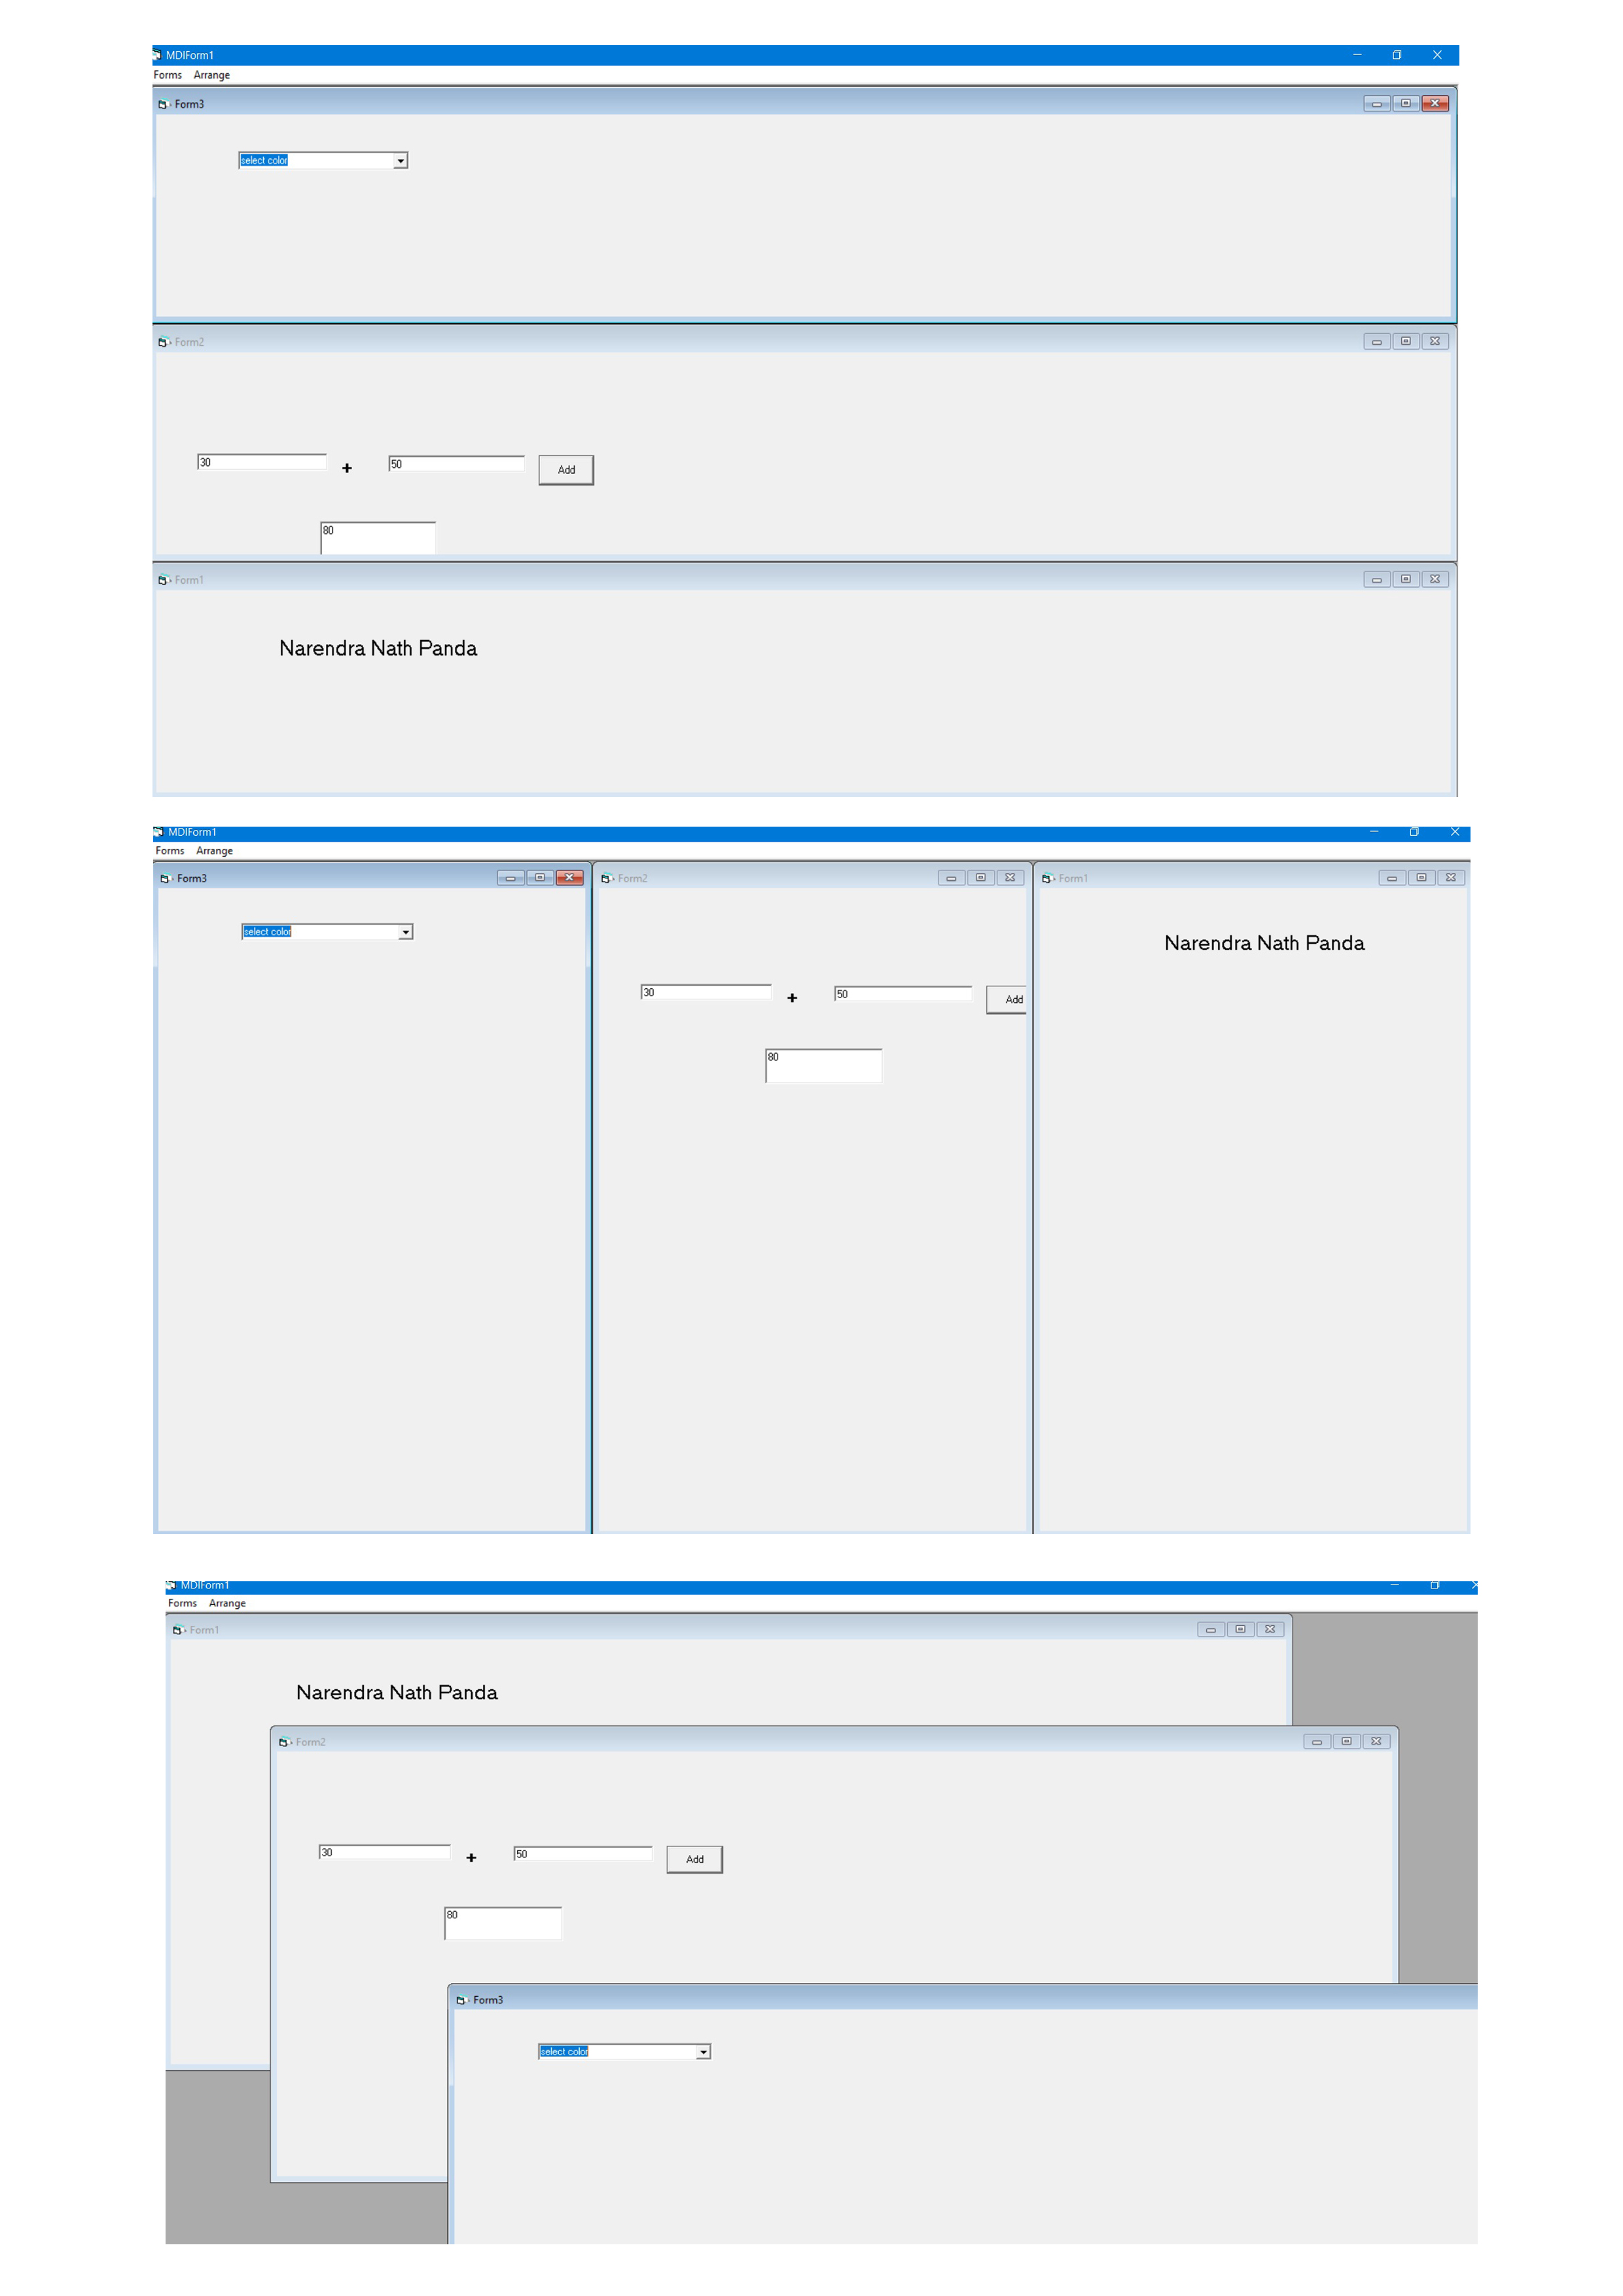 MDIForm1
Forms Arrange
Form3
select color
Form2
30 + 50 Add
80
Form1
Narendra Nath Panda
MDIForm1
Forms Arrange
Form3 Form2 Form1
select color Narendra Nath Panda
30 + 50 Add
80
MDIForm1
Forms Arrange
Form1
Narendra Nath Panda
Form2
30 + 50 Add
80
Form3
select color